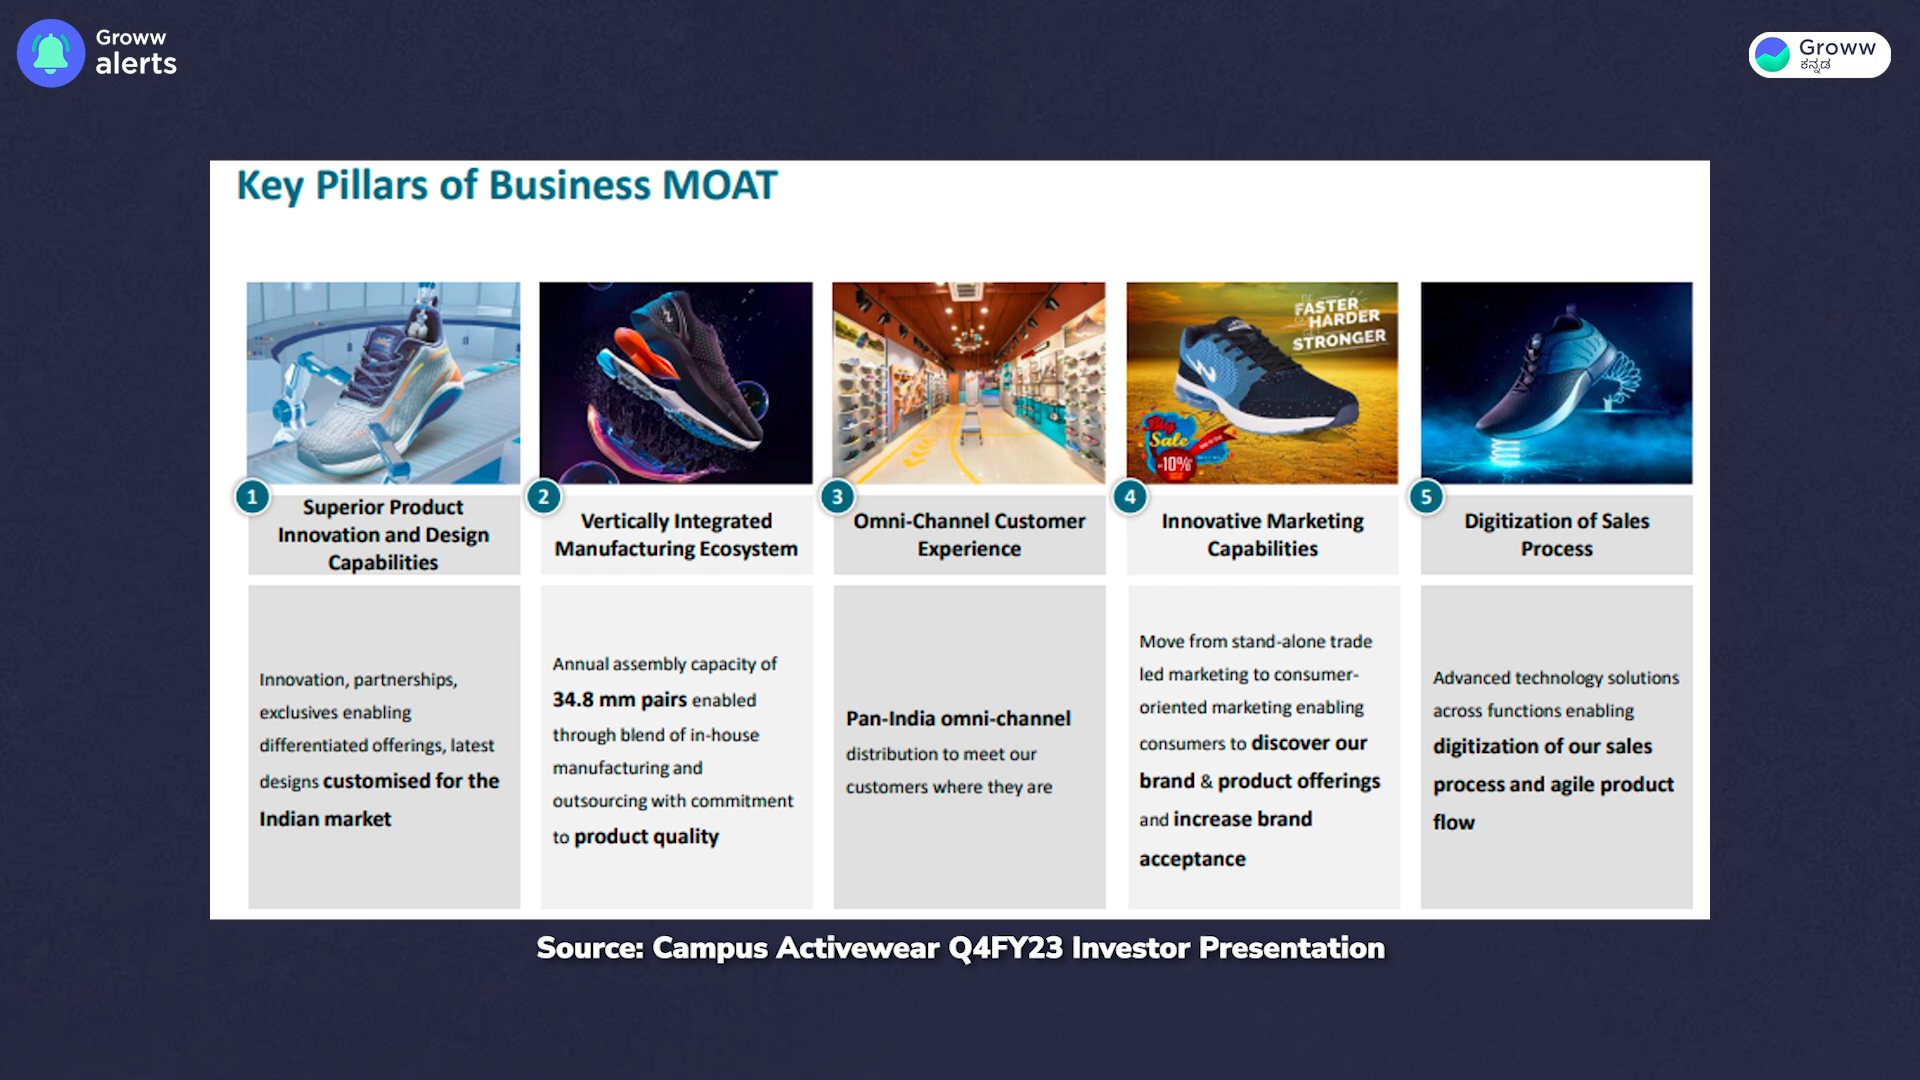 Groww
alerts
Groww
ಕನ್ನಡ
Key Pillars of Business MOAT
FASTER
HARDER
STRONGER
Big
Sale
-10%
1
Superior Product
Innovation and Design
Capabilities
2
Vertically Integrated
Manufacturing Ecosystem
3
Omni-Channel Customer
Experience
4
Innovative Marketing
Capabilities
5
Digitization of Sales
Process
Innovation, partnerships,
exclusives enabling
differentiated offerings, latest
designs customised for the
Indian market
Annual assembly capacity of
34.8 mm pairs enabled
through blend of in-house
manufacturing and
outsourcing with commitment
to product quality
Pan-India omni-channel
distribution to meet our
customers where they are
Move from stand-alone trade
led marketing to consumer-
oriented marketing enabling
consumers to discover our
brand & product offerings
and increase brand
acceptance
Advanced technology solutions
across functions enabling
digitization of our sales
process and agile product
flow
Source: Campus Activewear Q4FY23 Investor Presentation